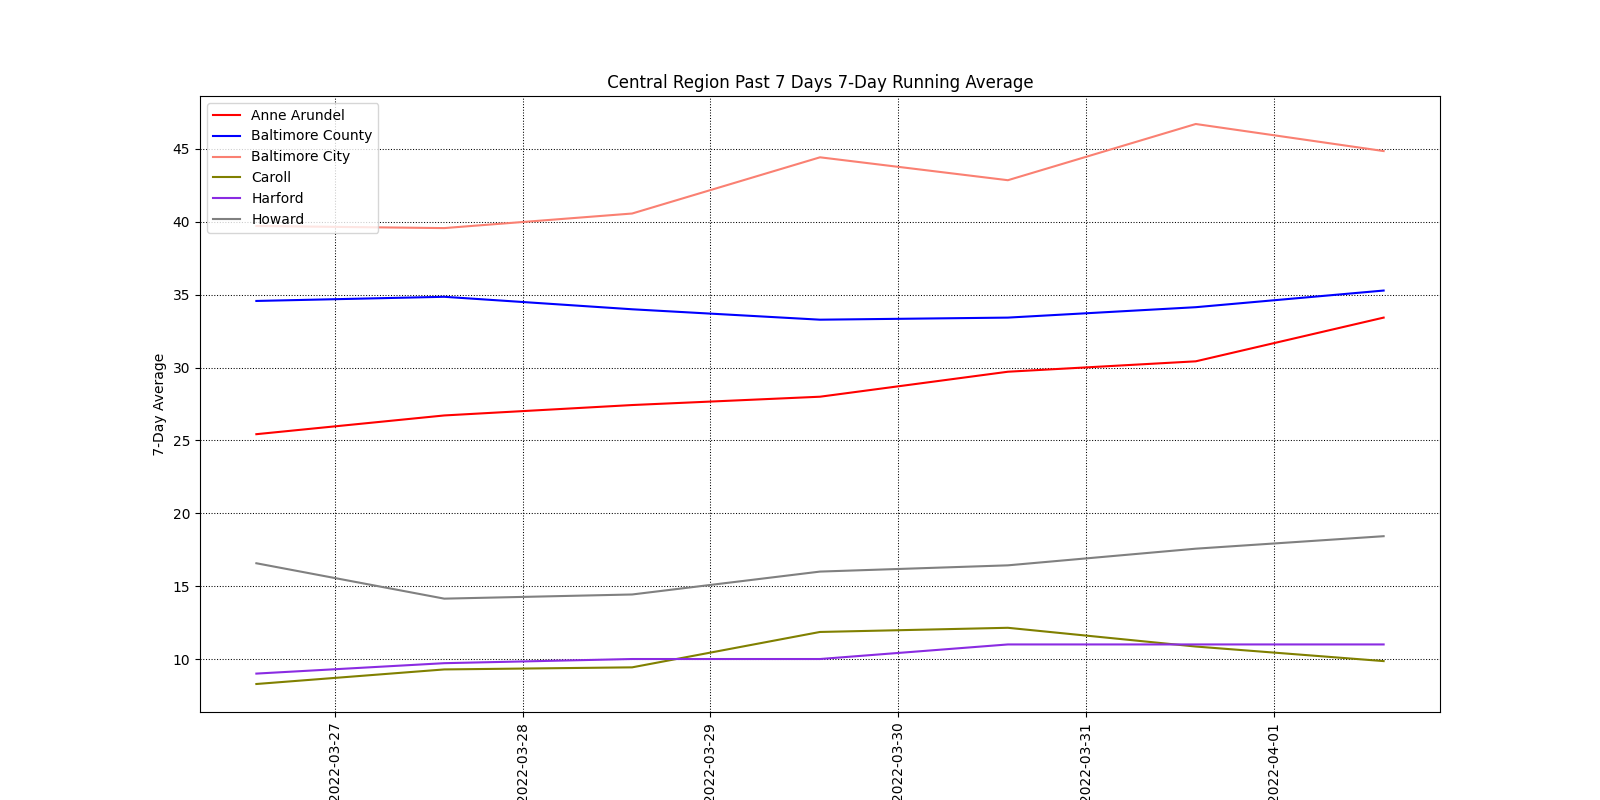 Central Region Past 7 Days 7-Day Running Average
Anne Arundel
Baltimore County
Baltimore City
Caroll
Harford
Howard
7-Day Average
45
40
35
30
25
20
15
10
2022-03-27
2022-03-28
2022-03-29
2022-03-30
2022-03-31
2022-04-01